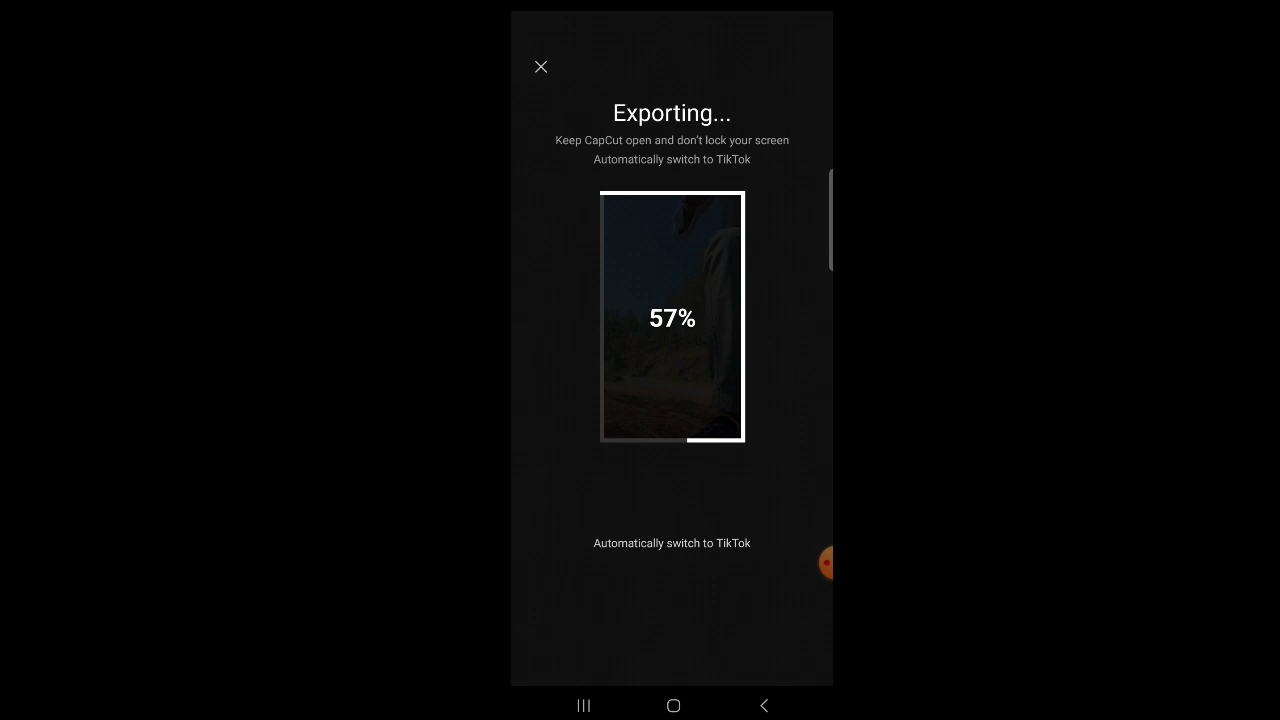 Exporting...
Keep CapCut open and don't lock your screen
Automatically switch to TikTok
57%
Automatically switch to TikTok